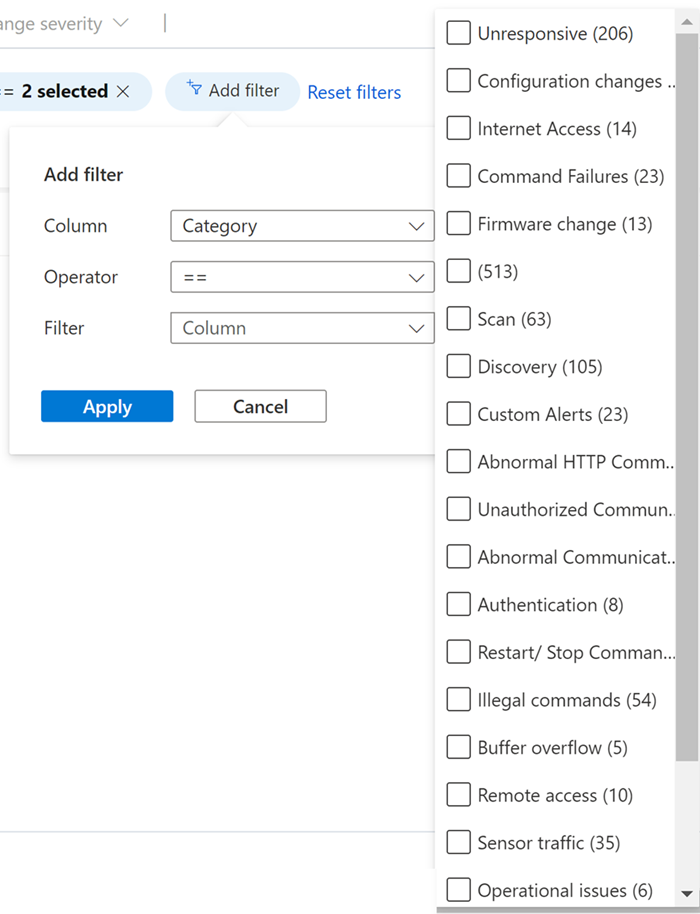 ange severity
== 2 selected
Add filter
Reset filters
Add filter
Column
Category
Operator
==
Filter
Column
Apply
Cancel
Unresponsive (206)
Configuration changes ..
Internet Access (14)
Command Failures (23)
Firmware change (13)
(513)
Scan (63)
Discovery (105)
Custom Alerts (23)
Abnormal HTTP Comm..
Unauthorized Commun..
Abnormal Communicat..
Authentication (8)
Restart/ Stop Comman...
Illegal commands (54)
Buffer overflow (5)
Remote access (10)
Sensor traffic (35)
Operational issues (6)